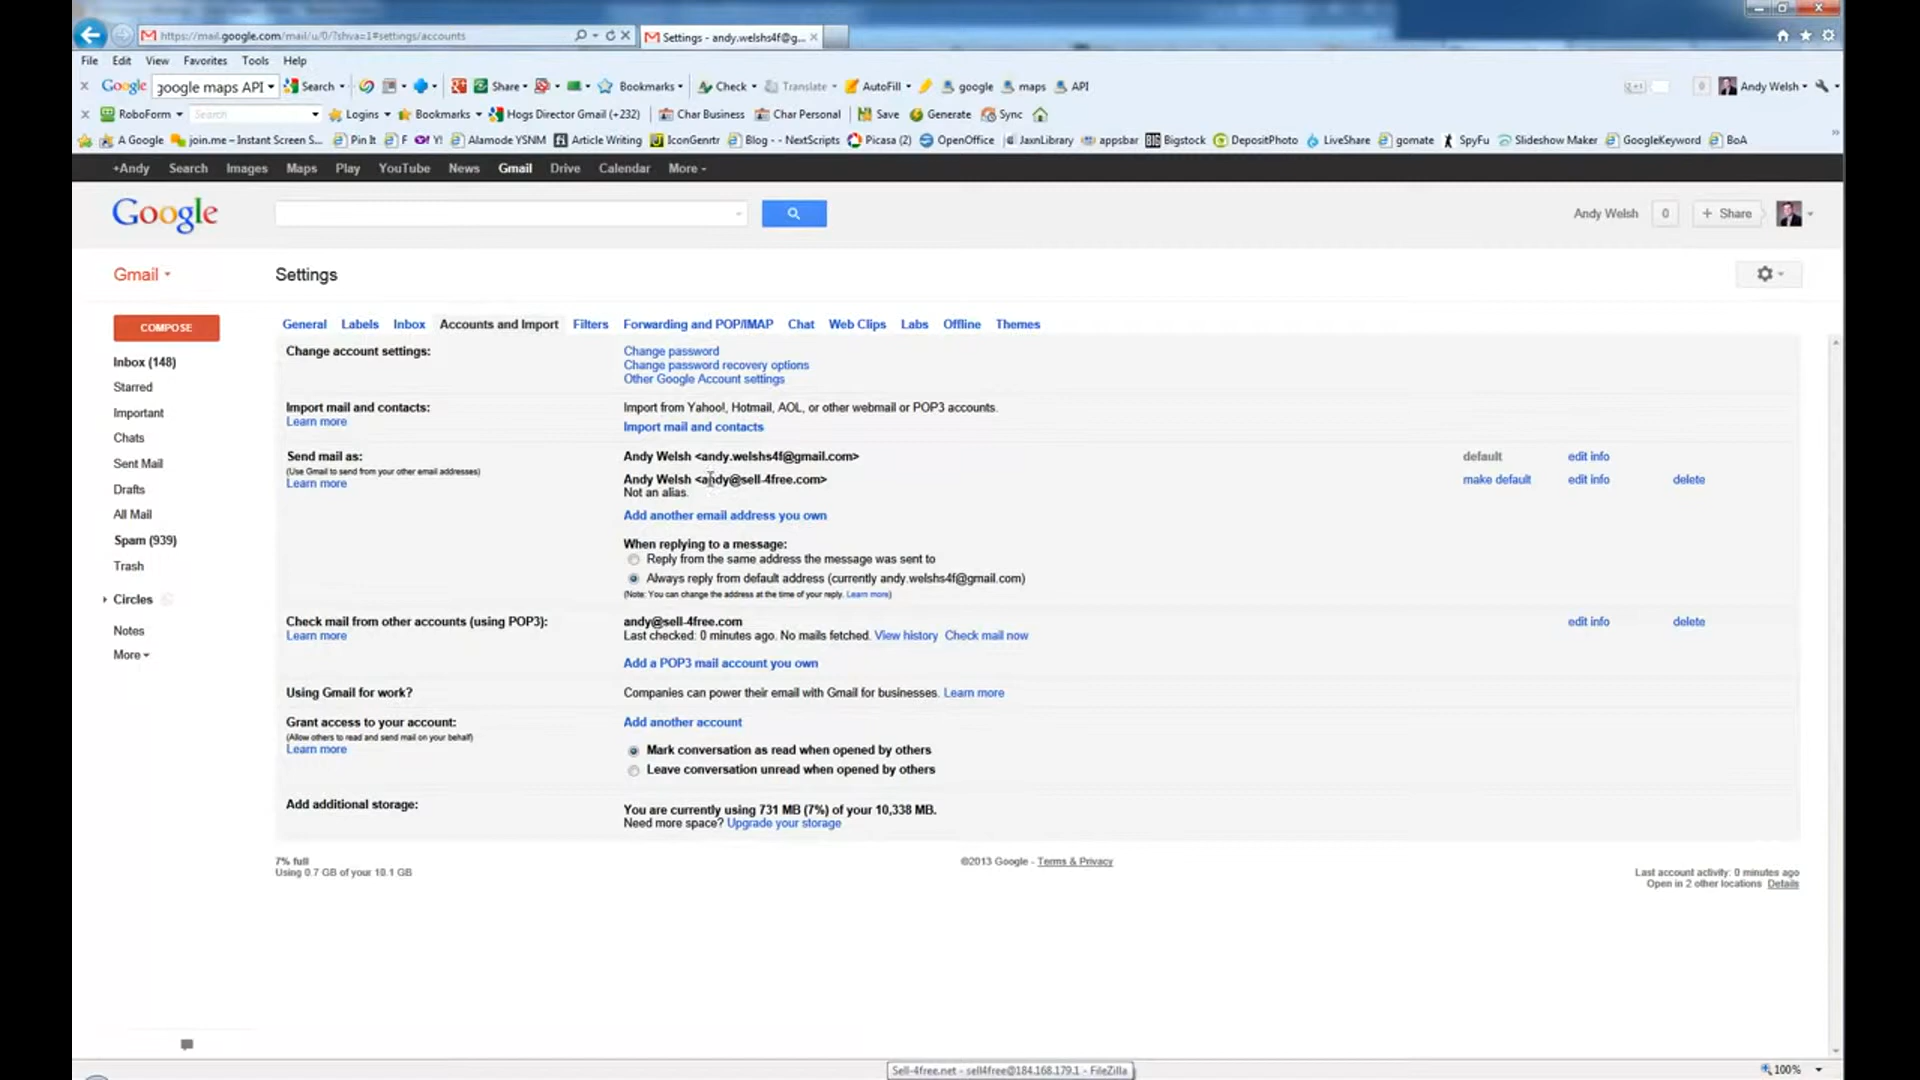 https://mail.google.com/mail/u/0/?shva=1#settings/accounts
Settings - andy.welshs4f@g...
File Edit View Favorites Tools Help
Google google maps API Search Share Bookmarks Check Translate AutoFill google maps API Andy Welsh
RoboForm Search Logins Bookmarks Hogs Director Gmail (+232) Char Business Char Personal Save Generate Sync
A Google join.me – Instant Screen S... Pin It F Y! Alamode YSNM Article Writing IconGenrtr Blog - - NextScripts Picasa (2) OpenOffice JaxnLibrary appsbar Bigstock DepositPhoto LiveShare gomate SpyFu Slideshow Maker GoogleKeyword BoA
+Andy Search Images Maps Play YouTube News Gmail Drive Calendar More
Google Andy Welsh 0 + Share
Gmail Settings
COMPOSE
Inbox (148)
Starred
Important
Chats
Sent Mail
Drafts
All Mail
Spam (939)
Trash
Circles
Notes
More
General Labels Inbox Accounts and Import Filters Forwarding and POP/IMAP Chat Web Clips Labs Offline Themes
Change account settings: Change password
Change password recovery options
Other Google Account settings
Import mail and contacts: Import from Yahoo!, Hotmail, AOL, or other webmail or POP3 accounts.
Learn more
Import mail and contacts
Send mail as: Andy Welsh <andy.welshs4f@gmail.com> default edit info
(Use Gmail to send from your other email addresses)
Learn more
Andy Welsh <andy@sell-4free.com> make default edit info delete
Not an alias.
Add another email address you own
When replying to a message:
Reply from the same address the message was sent to
Always reply from default address (currently andy.welshs4f@gmail.com)
(Note: You can change the address at the time of your reply. Learn more)
Check mail from other accounts (using POP3): andy@sell-4free.com edit info delete
Learn more Last checked: 0 minutes ago. No mails fetched. View history Check mail now
Add a POP3 mail account you own
Using Gmail for work? Companies can power their email with Gmail for businesses. Learn more
Grant access to your account: Add another account
(Allow others to read and send mail on your behalf)
Learn more
Mark conversation as read when opened by others
Leave conversation unread when opened by others
Add additional storage: You are currently using 731 MB (7%) of your 10,338 MB.
Need more space? Upgrade your storage
7% full
Using 0.7 GB of your 10.1 GB
©2013 Google - Terms & Privacy
Last account activity: 0 minutes ago
Open in 2 other locations Details
Sell-4free.net - sell4free@184.168.179.1 - FileZilla
100%